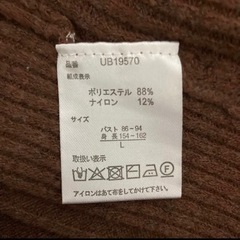 品番 UB19570
組成表示
ポリエステル 88%
ナイロン 12%
サイズ
バスト 86-94
身長 154-162
L
取扱い表示
アイロンはあて布をしてかけて下さい